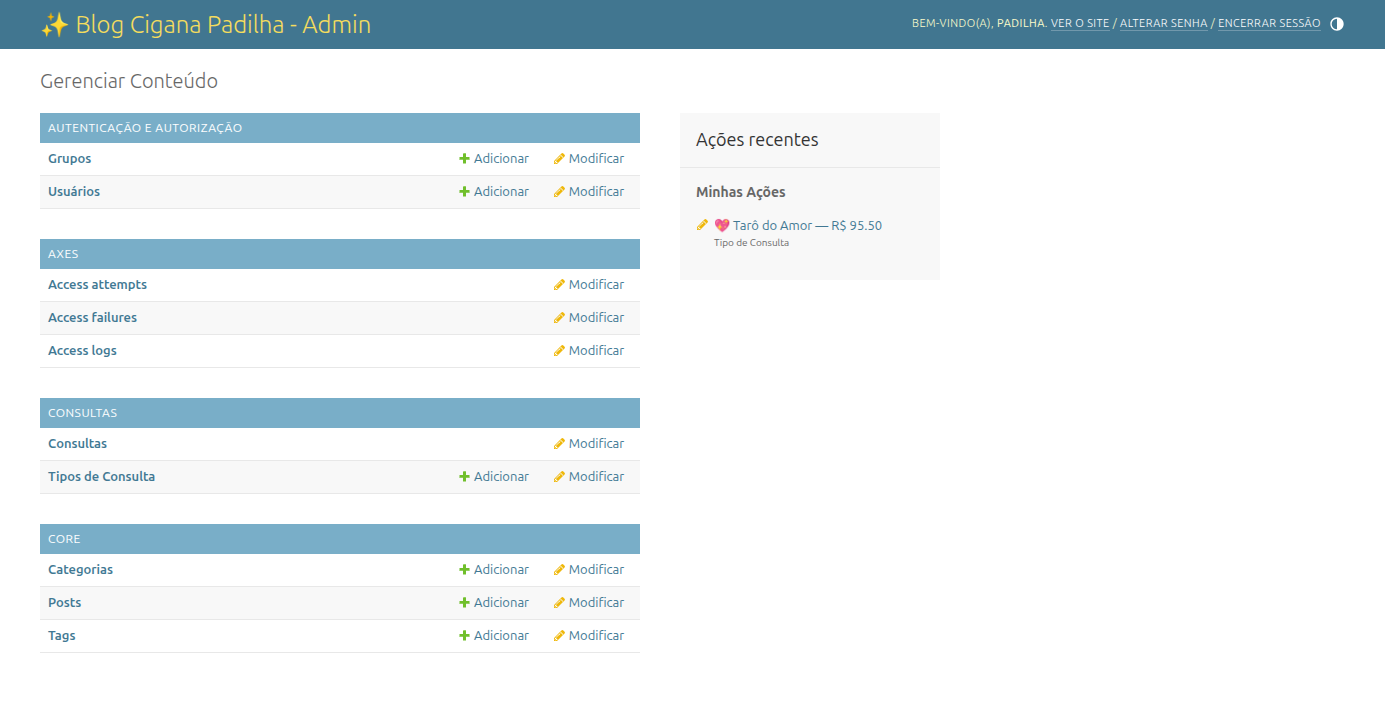 ✨ Blog Cigana Padilha - Admin
BEM-VINDO(A), PADILHA. VER O SITE / ALTERAR SENHA / ENCERRAR SESSÃO
Gerenciar Conteúdo
AUTENTICAÇÃO E AUTORIZAÇÃO
Grupos Adicionar Modificar
Usuários Adicionar Modificar
AXES
Access attempts Modificar
Access failures Modificar
Access logs Modificar
CONSULTAS
Consultas Modificar
Tipos de Consulta Adicionar Modificar
CORE
Categorias Adicionar Modificar
Posts Adicionar Modificar
Tags Adicionar Modificar
Ações recentes
Minhas Ações
💖 Tarô do Amor — R$ 95.50
Tipo de Consulta